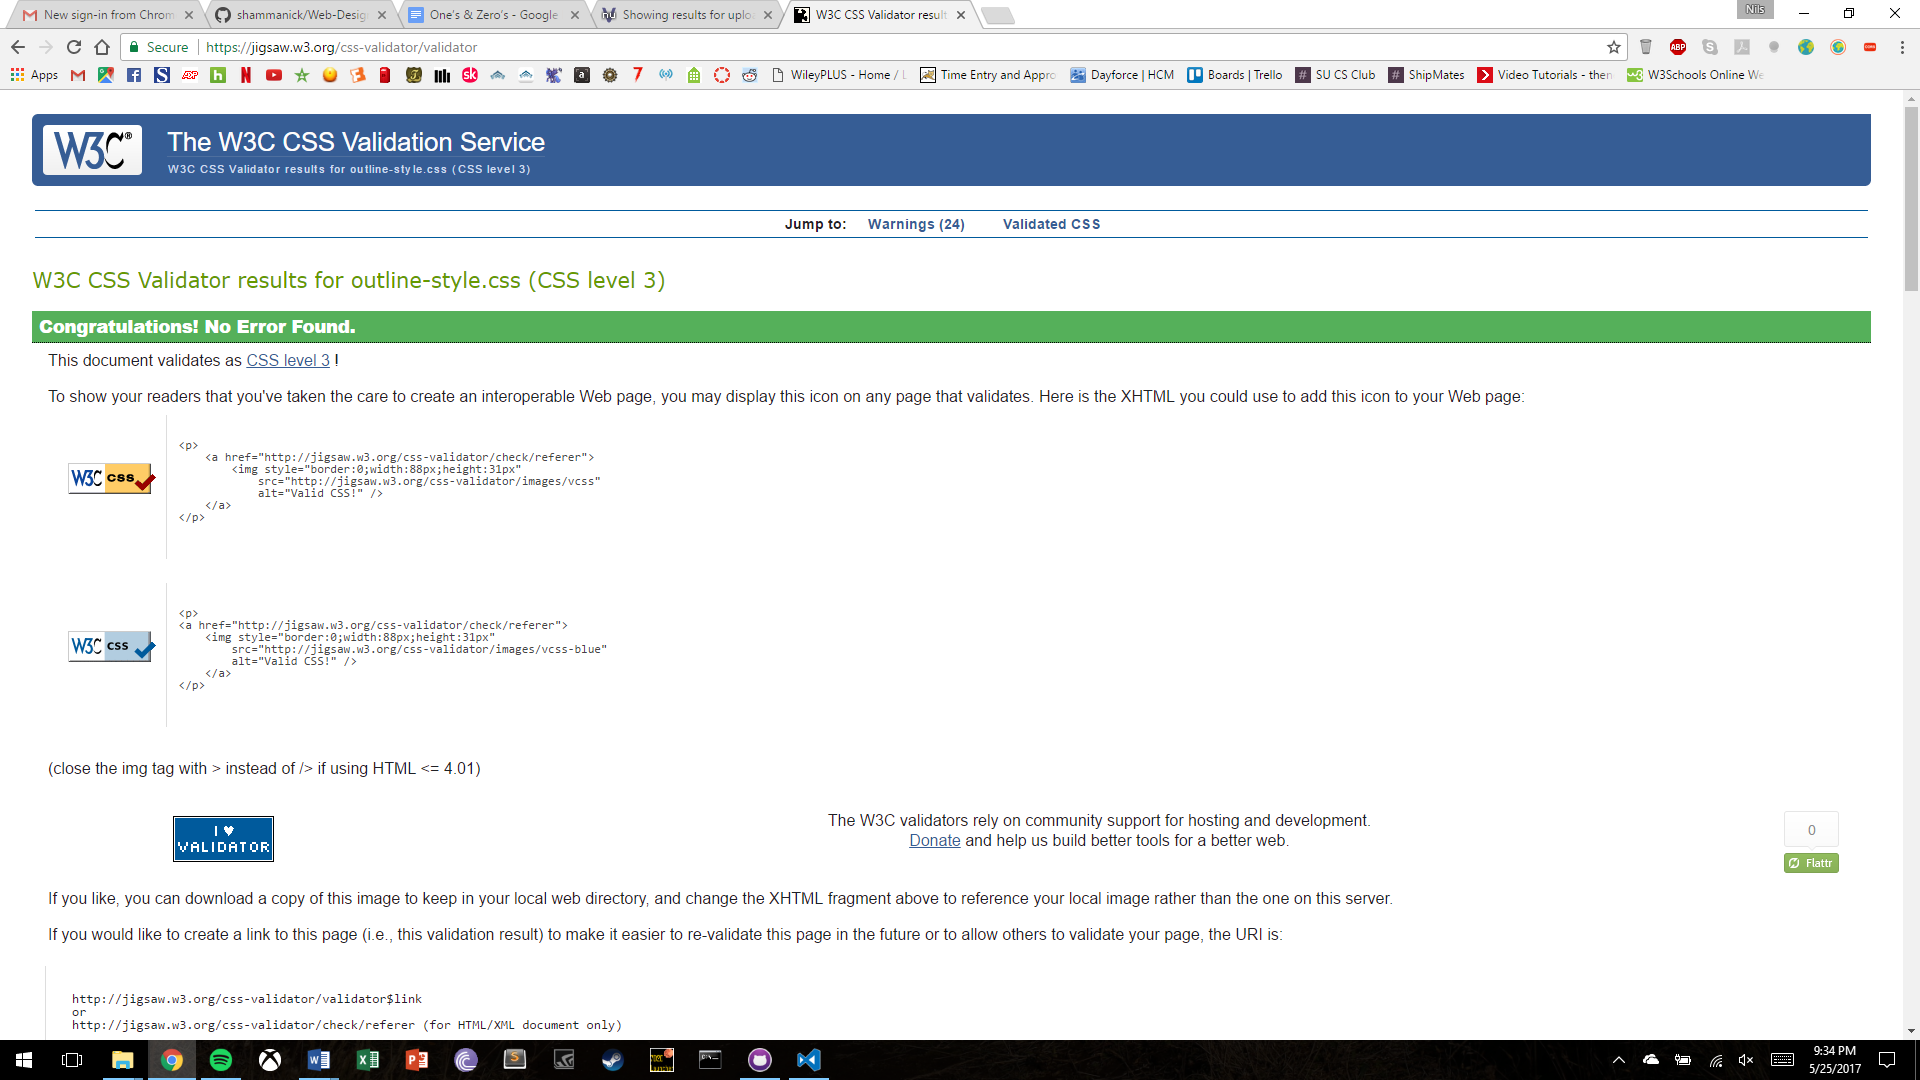 New sign-in from Chrom
shammanick/Web-Desig
One's & Zero's - Google
Showing results for uplo
W3C CSS Validator result
Nils
Secure https://jigsaw.w3.org/css-validator/validator
ABP
Apps
WileyPLUS - Home / L
Time Entry and Appro
Dayforce | HCM
Boards | Trello
SU CS Club
ShipMates
Video Tutorials - then
W3Schools Online We
W3C®
The W3C CSS Validation Service
W3C CSS Validator results for outline-style.css (CSS level 3)
Jump to: Warnings (24) Validated CSS
W3C CSS Validator results for outline-style.css (CSS level 3)
Congratulations! No Error Found.
This document validates as CSS level 3 !
To show your readers that you've taken the care to create an interoperable Web page, you may display this icon on any page that validates. Here is the XHTML you could use to add this icon to your Web page:
W3C css
<p>
<a href="http://jigsaw.w3.org/css-validator/check/referer">
<img style="border:0;width:88px;height:31px"
src="http://jigsaw.w3.org/css-validator/images/vcss"
alt="Valid CSS!" />
</a>
</p>
W3C css
<p>
<a href="http://jigsaw.w3.org/css-validator/check/referer">
<img style="border:0;width:88px;height:31px"
src="http://jigsaw.w3.org/css-validator/images/vcss-blue"
alt="Valid CSS!" />
</a>
</p>
(close the img tag with > instead of /> if using HTML <= 4.01)
I ♥
VALIDATOR
The W3C validators rely on community support for hosting and development.
Donate and help us build better tools for a better web.
0
Flattr
If you like, you can download a copy of this image to keep in your local web directory, and change the XHTML fragment above to reference your local image rather than the one on this server.
If you would like to create a link to this page (i.e., this validation result) to make it easier to re-validate this page in the future or to allow others to validate your page, the URI is:
http://jigsaw.w3.org/css-validator/validator$link
or
http://jigsaw.w3.org/css-validator/check/referer (for HTML/XML document only)
9:34 PM
5/25/2017